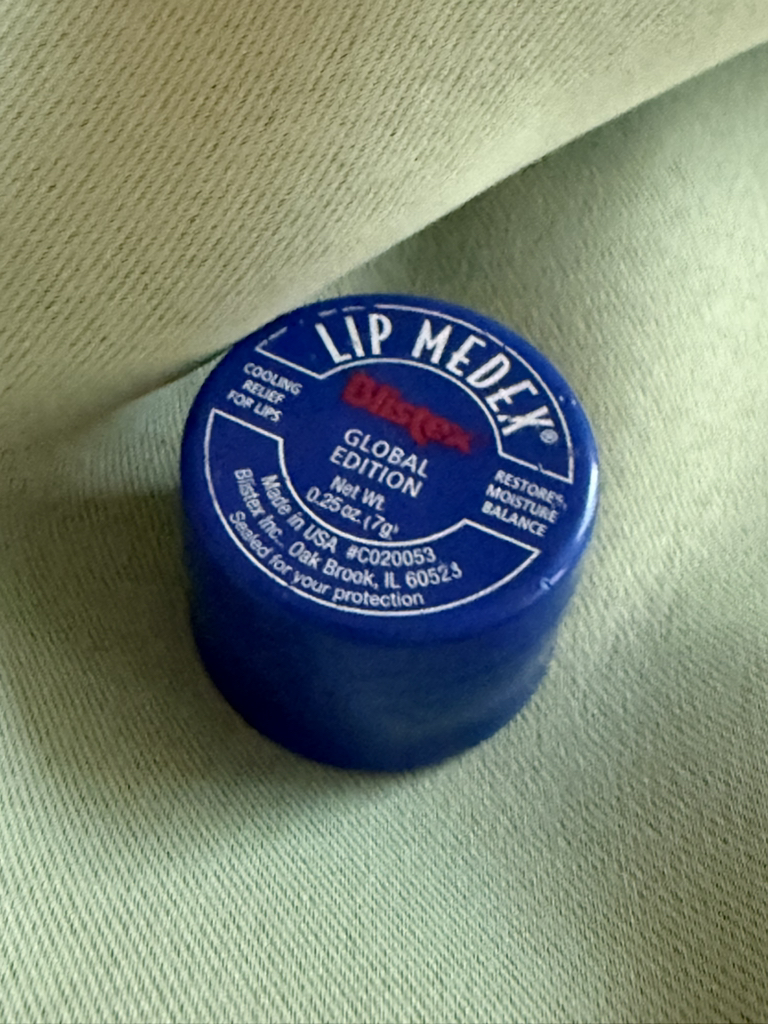 LIP MEDEX®
COOLING
RELIEF
FOR LIPS
Blistex
GLOBAL
EDITION
Net Wt.
0.25 oz. (7g)
RESTORES
MOISTURE
BALANCE
Made in USA #C020053
Blistex Inc., Oak Brook, IL 60523
Sealed for your protection